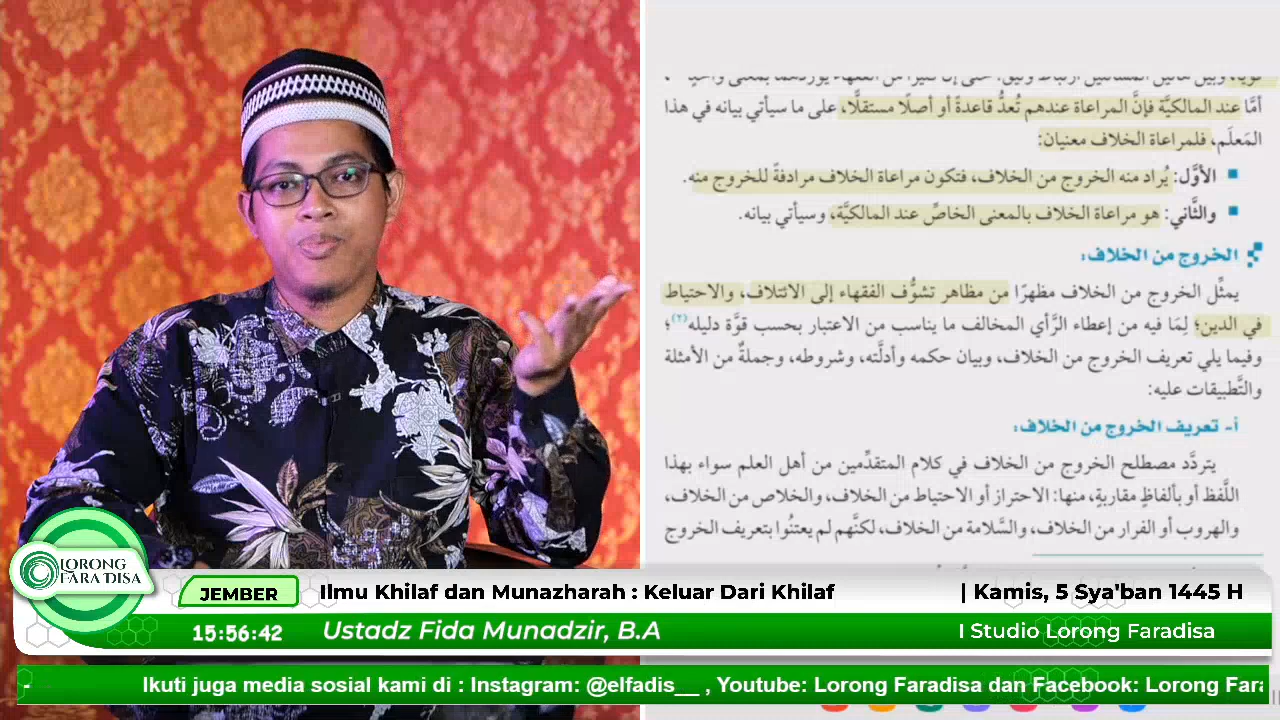 أمَّا عند المالكيَّة فإنَّ المراعاة عندهم تُعدُّ قاعدةً أو أصلًا مستقلًّا، على ما سيأتي بيانه في هذا
المَعلَم، فلمراعاة الخلاف معنيان:
الأوَّل: يُراد منه الخروج من الخلاف، فتكون مراعاة الخلاف مرادفةً للخروج منه.
والثَّاني: هو مراعاة الخلاف بالمعنى الخاصِّ عند المالكيَّة، وسيأتي بيانه.
الخروج من الخلاف:
يمثِّل الخروج من الخلاف مظهرًا من مظاهر تشوُّف الفقهاء إلى الائتلاف، والاحتياط
في الدين؛ لِمَا فيه من إعطاء الرَّأي المخالف ما يناسب من الاعتبار بحسب قوَّة دليله(٢)؛
وفيما يلي تعريف الخروج من الخلاف، وبيان حكمه وأدلَّته، وشروطه، وجملةٌ من الأمثلة
والتَّطبيقات عليه:
أ- تعريف الخروج من الخلاف:
يتردَّد مصطلح الخروج من الخلاف في كلام المتقدِّمين من أهل العلم سواء بهذا
اللَّفظ أو بألفاظٍ مقاربةٍ، منها: الاحتراز أو الاحتياط من الخلاف، والخلاص من الخلاف،
والهروب أو الفرار من الخلاف، والسَّلامة من الخلاف، لكنَّهم لم يعتنُوا بتعريف الخروج
LORONG
FARADISA
JEMBER
Ilmu Khilaf dan Munazharah : Keluar Dari Khilaf
| Kamis, 5 Sya'ban 1445 H
15:56:42
Ustadz Fida Munadzir, B.A
I Studio Lorong Faradisa
- Ikuti juga media sosial kami di : Instagram: @elfadis__ , Youtube: Lorong Faradisa dan Facebook: Lorong Fara